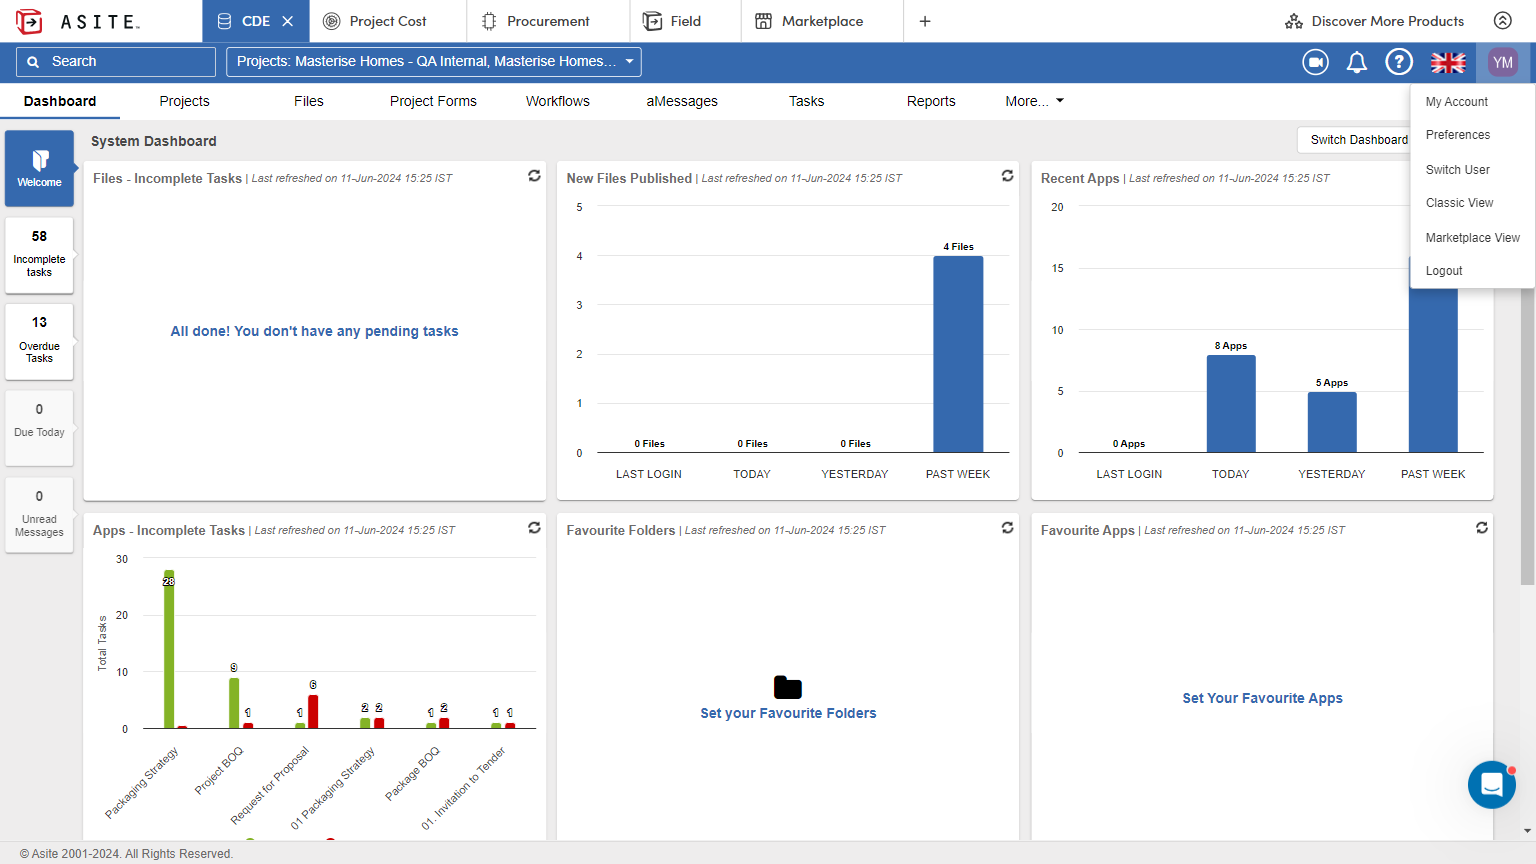 ASITE
CDE
Project Cost
Procurement
Field
Marketplace
Discover More Products
Search
Projects: Masterise Homes - QA Internal, Masterise Homes...
YM
Dashboard
Projects
Files
Project Forms
Workflows
aMessages
Tasks
Reports
More...
My Account
Preferences
Switch User
Classic View
Marketplace View
Logout
System Dashboard
Switch Dashboard
Welcome
58
Incomplete
tasks
13
Overdue
Tasks
0
Due Today
0
Unread
Messages
Files - Incomplete Tasks | Last refreshed on 11-Jun-2024 15:25 IST
All done! You don't have any pending tasks
New Files Published | Last refreshed on 11-Jun-2024 15:25 IST
5
4
3
2
1
0
0 Files
0 Files
0 Files
4 Files
LAST LOGIN
TODAY
YESTERDAY
PAST WEEK
Recent Apps | Last refreshed on 11-Jun-2024 15:25 IST
20
15
10
5
0
0 Apps
8 Apps
5 Apps
LAST LOGIN
TODAY
YESTERDAY
PAST WEEK
Apps - Incomplete Tasks | Last refreshed on 11-Jun-2024 15:25 IST
Total Tasks
30
20
10
0
28
9
1
1
6
2
2
1
2
1
1
Packaging Strategy
Project BOQ
Request for Proposal
01 Packaging Strategy
Package BOQ
01. Invitation to Tender
Favourite Folders | Last refreshed on 11-Jun-2024 15:25 IST
Set your Favourite Folders
Favourite Apps | Last refreshed on 11-Jun-2024 15:25 IST
Set Your Favourite Apps
© Asite 2001-2024. All Rights Reserved.